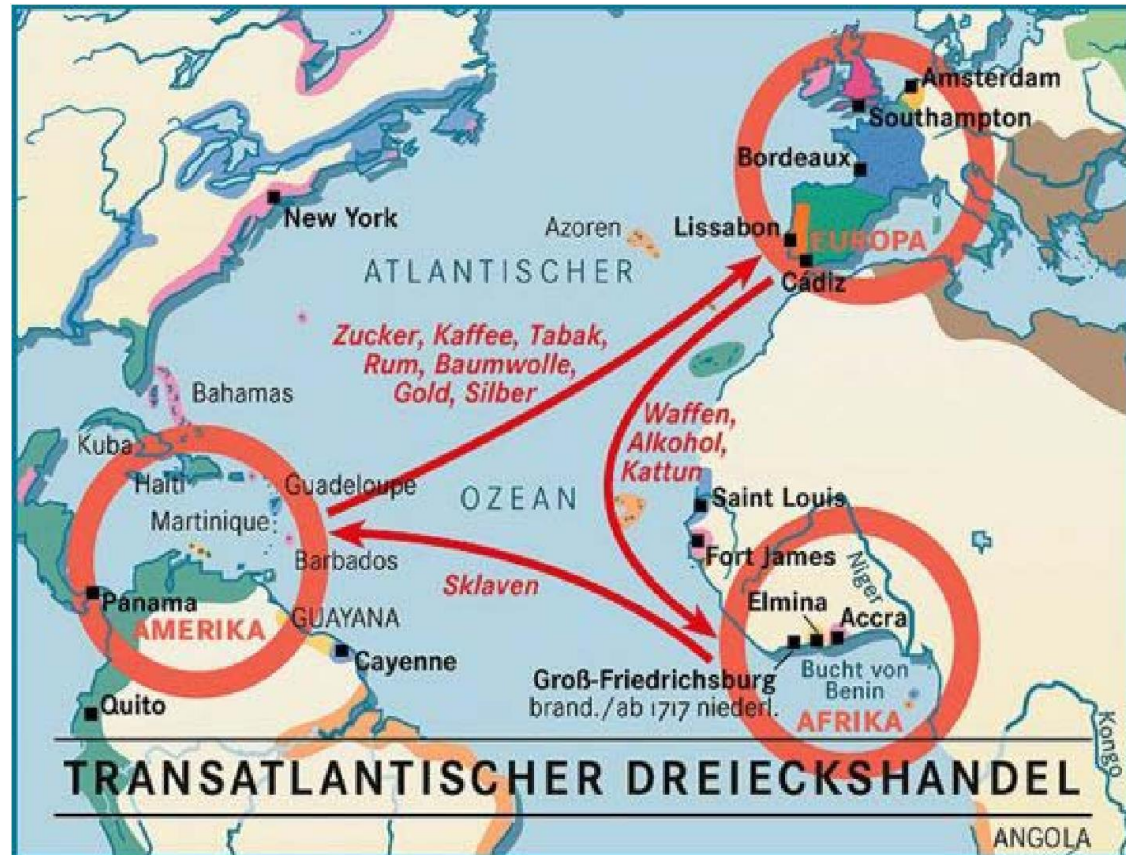 Amsterdam
Southampton
Bordeaux
New York
Azoren
Lissabon
EUROPA
ATLANTISCHER
Cádiz
Zucker, Kaffee, Tabak,
Rum, Baumwolle,
Gold, Silber
Bahamas
Waffen,
Alkohol,
Kattun
Kuba
Haiti
Guadeloupe
OZEAN
Saint Louis
Martinique
Fort James
Barbados
Niger
Sklaven
Elmina
Panama
Accra
GUAYANA
AMERIKA
Cayenne
Groß-Friedrichsburg
brand./ab 1717 niederl.
Bucht von
Benin
Quito
AFRIKA
Kongo
TRANSATLANTISCHER DREIECKSHANDEL
ANGOLA